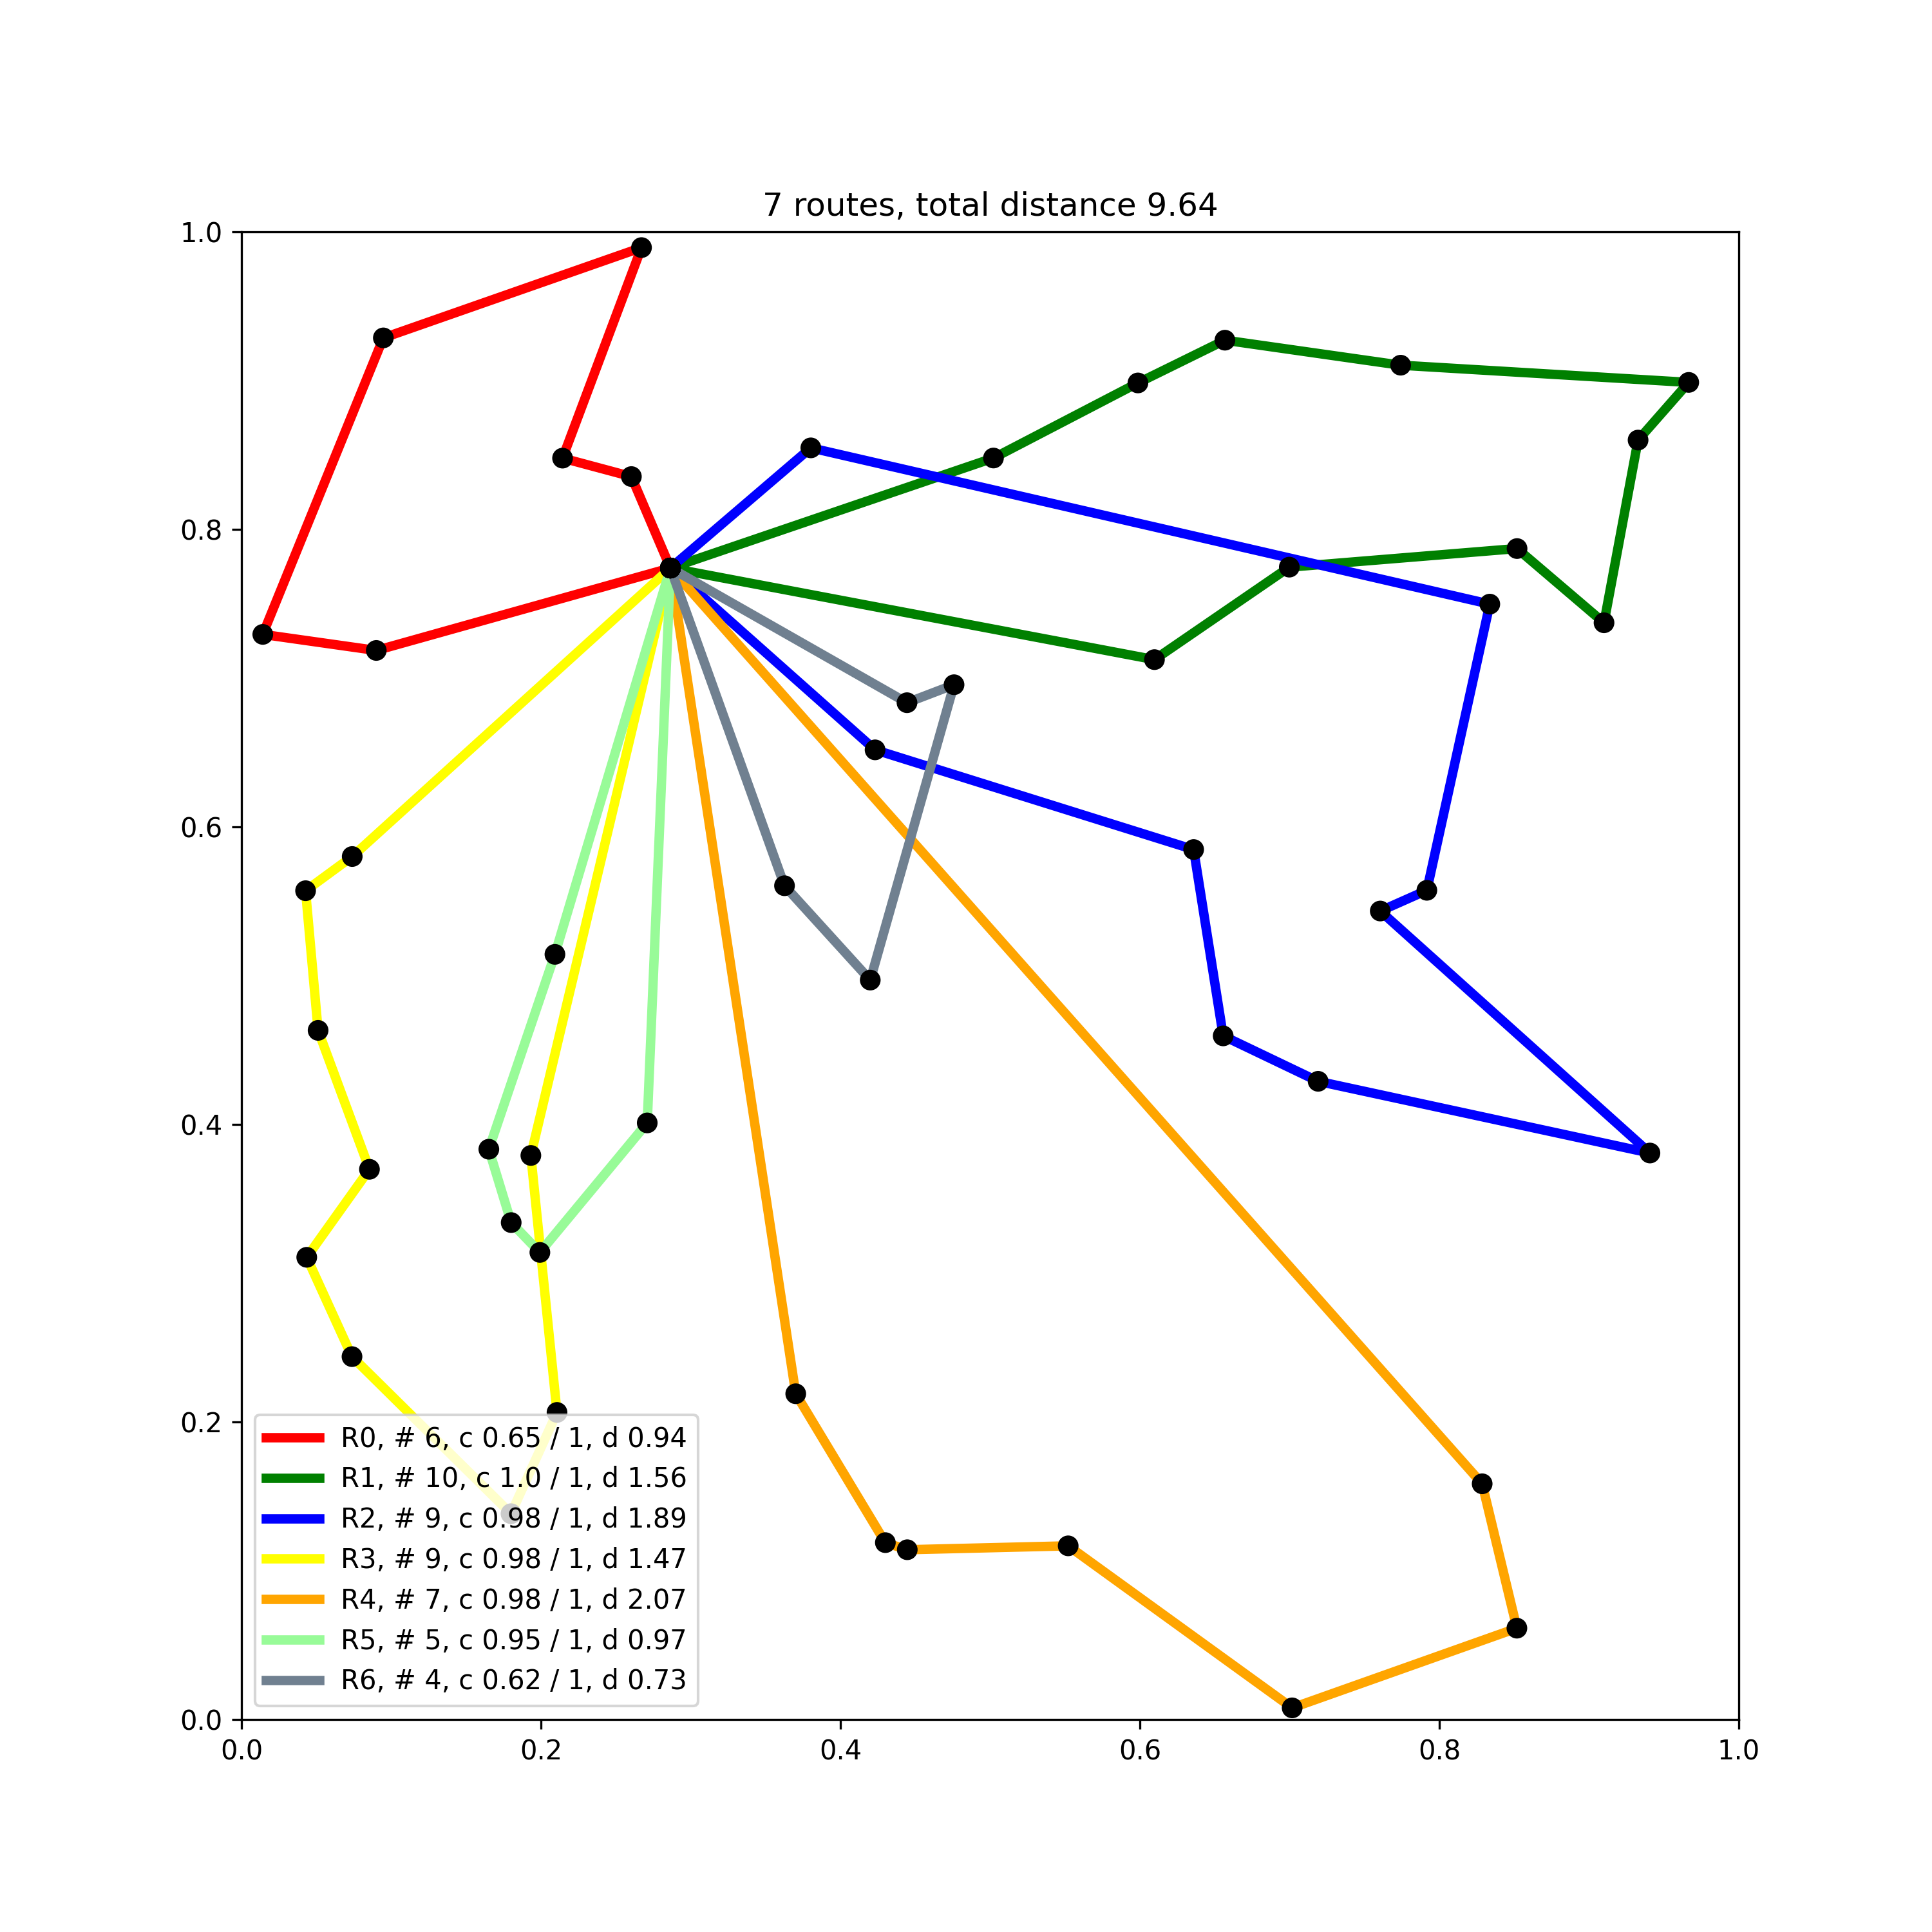 7 routes, total distance 9.64
1.0
0.8
0.6
0.4
0.2
0.0
R0, # 6, c 0.65 / 1, d 0.94
R1, # 10, c 1.0 / 1, d 1.56
R2, # 9, c 0.98 / 1, d 1.89
R3, # 9, c 0.98 / 1, d 1.47
R4, # 7, c 0.98 / 1, d 2.07
R5, # 5, c 0.95 / 1, d 0.97
R6, # 4, c 0.62 / 1, d 0.73
0.0 0.2 0.4 0.6 0.8 1.0